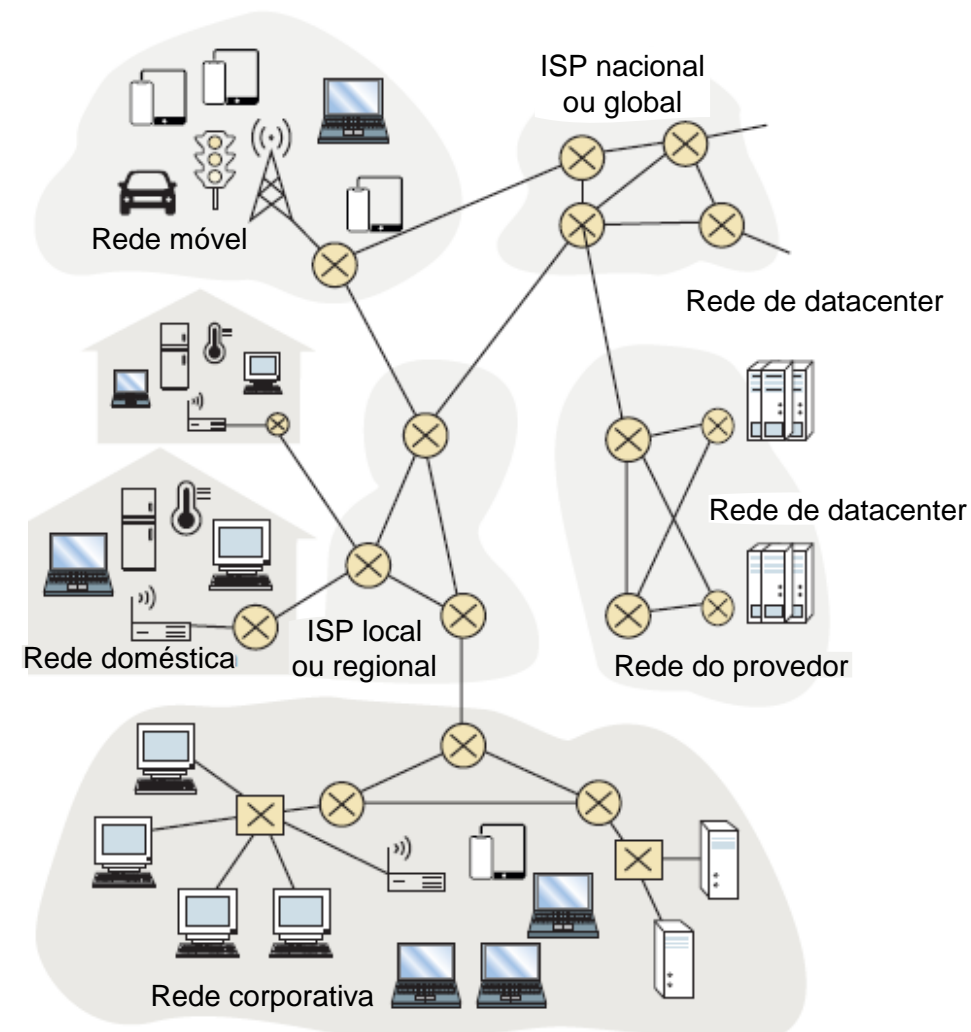 ISP nacional
ou global
Rede móvel
Rede de datacenter
Rede de datacenter
ISP local
ou regional
Rede doméstica
Rede do provedor
Rede corporativa